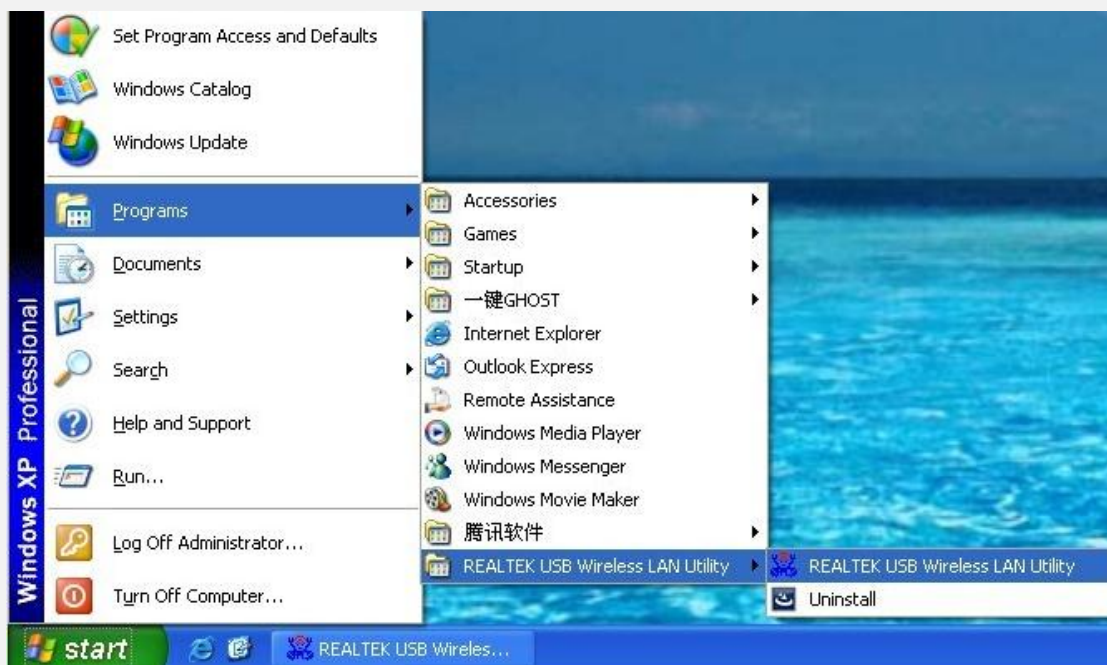 Set Program Access and Defaults
Windows Catalog
Windows Update
Programs
Documents
Settings
Search
Help and Support
Run...
Log Off Administrator...
Turn Off Computer...
Windows XP Professional
Accessories
Games
Startup
一键GHOST
Internet Explorer
Outlook Express
Remote Assistance
Windows Media Player
Windows Messenger
Windows Movie Maker
腾讯软件
REALTEK USB Wireless LAN Utility
REALTEK USB Wireless LAN Utility
Uninstall
start
REALTEK USB Wireles...